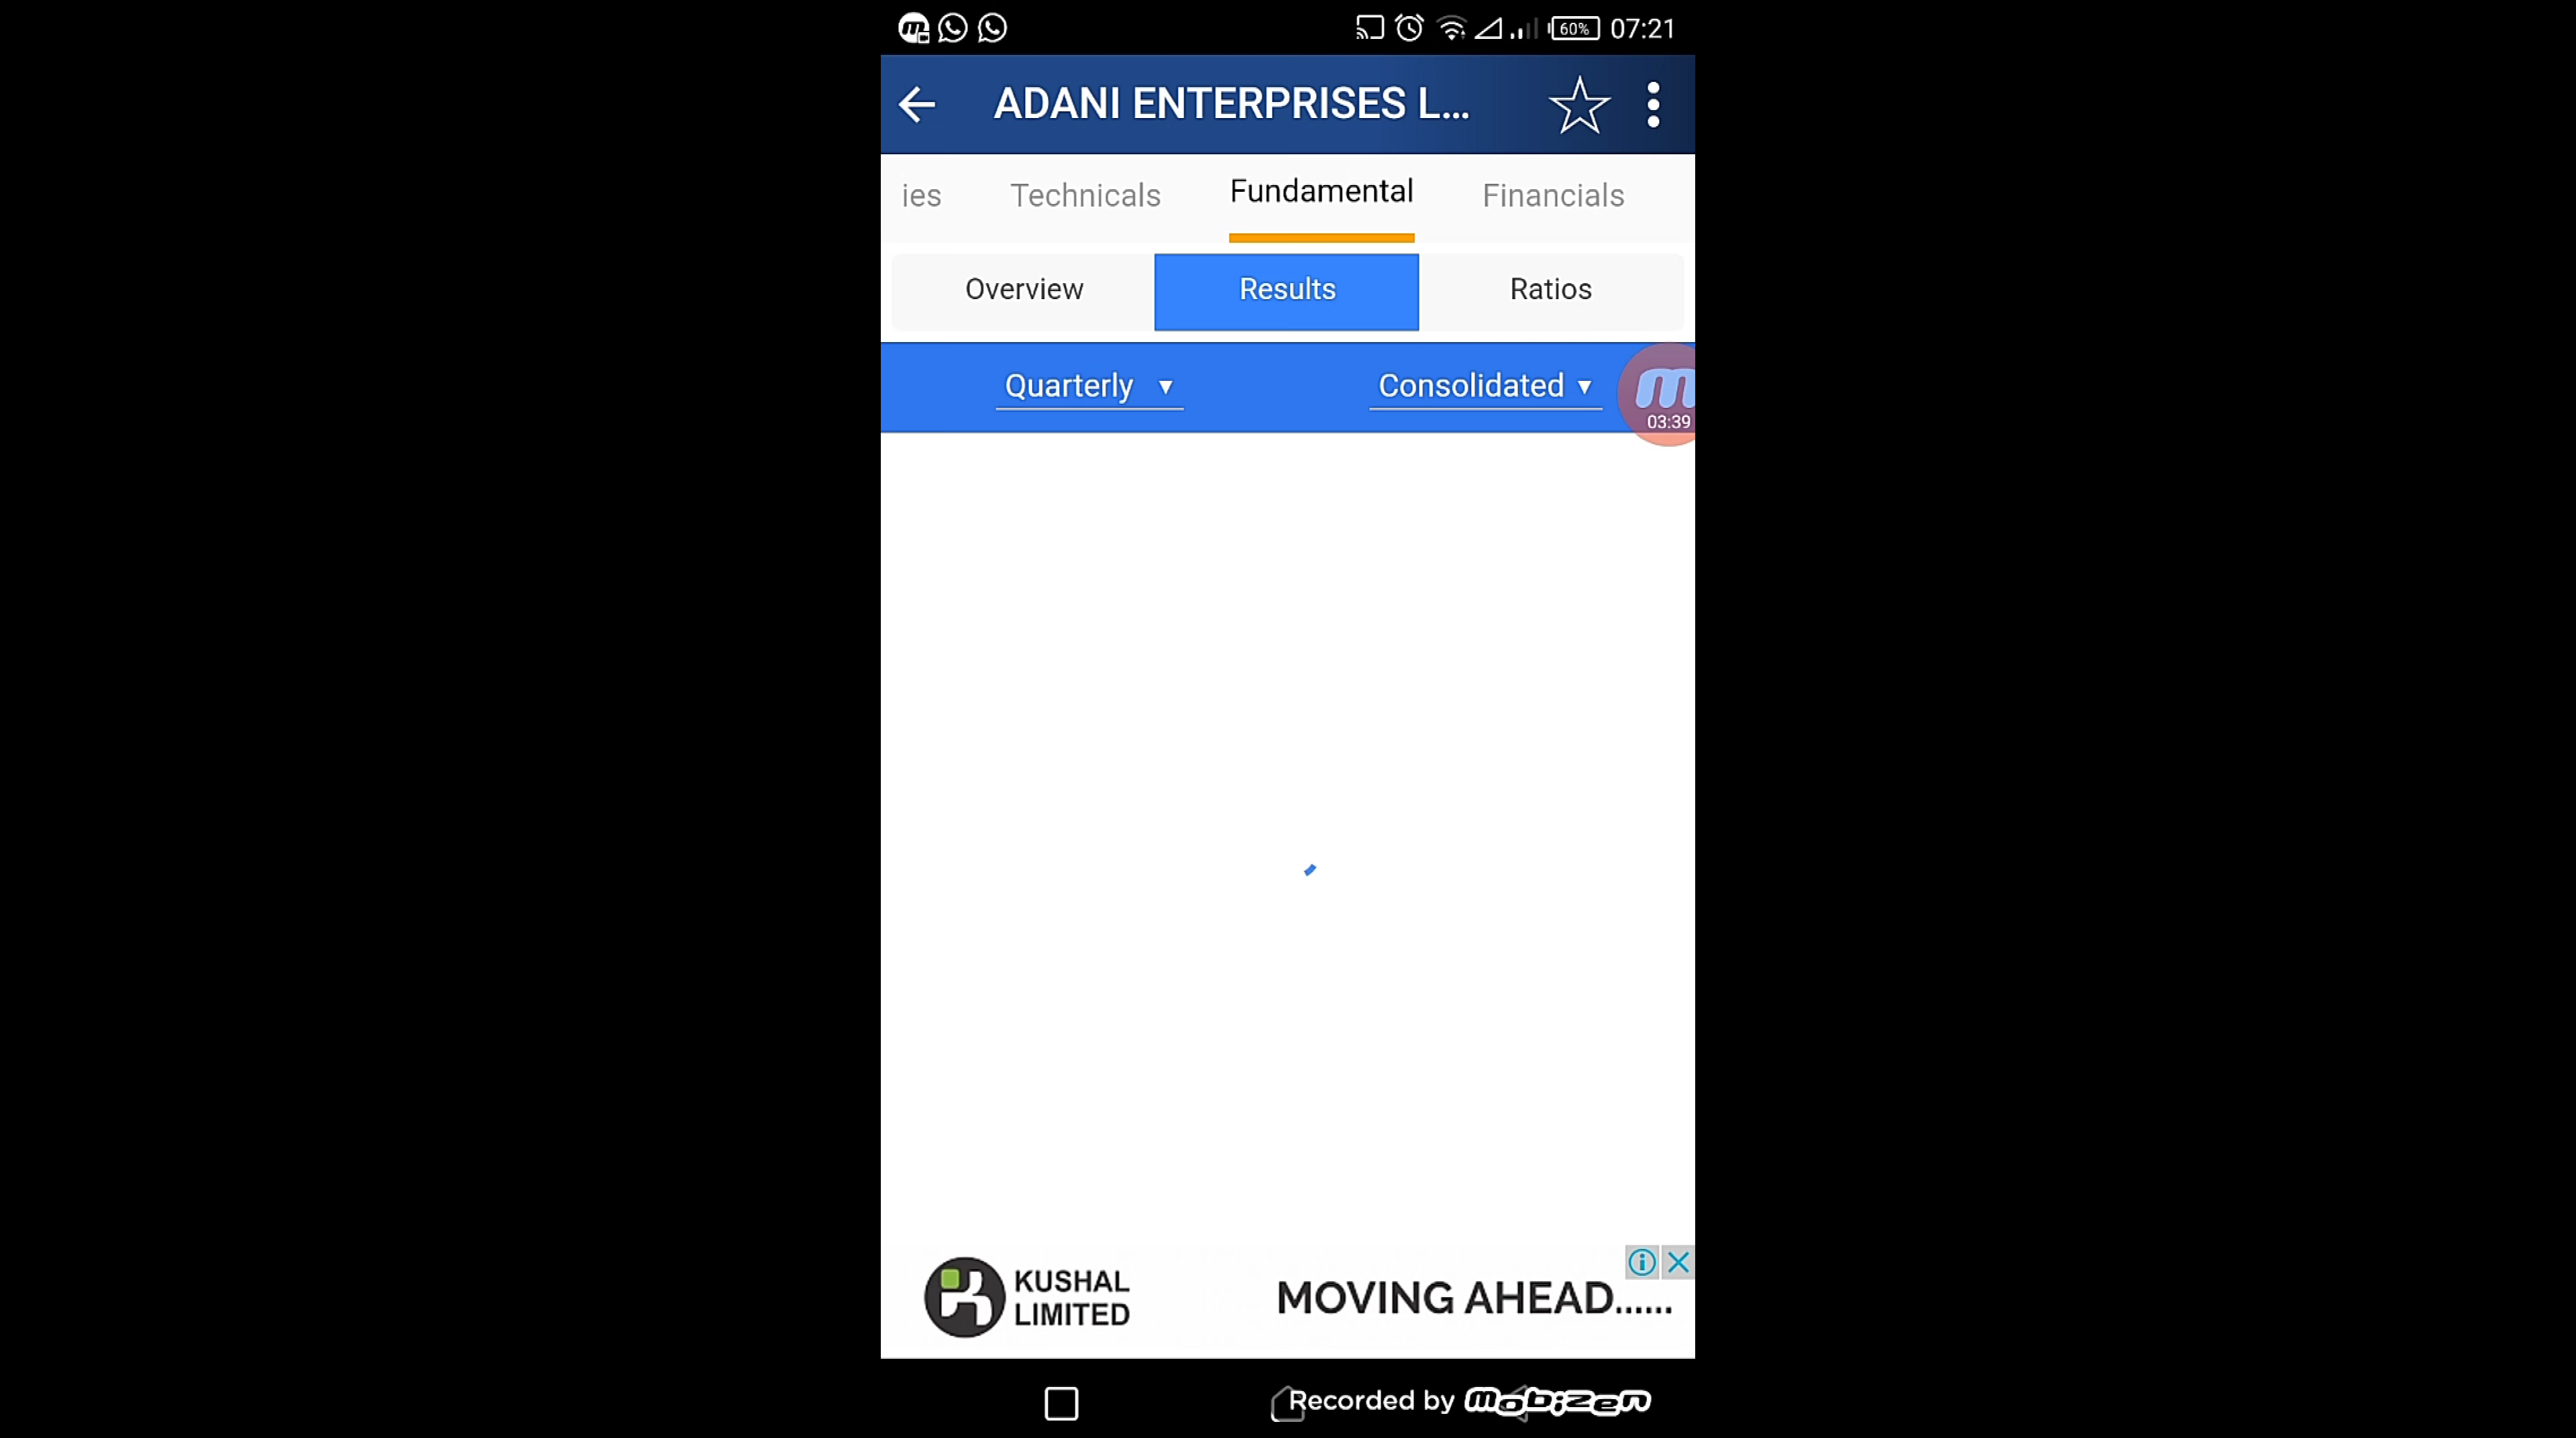 60% 07:21
ADANI ENTERPRISES L...
ies Technicals Fundamental Financials
Overview Results Ratios
Quarterly Consolidated
m
03:39
KUSHAL
LIMITED
MOVING AHEAD......
Recorded by mobizen